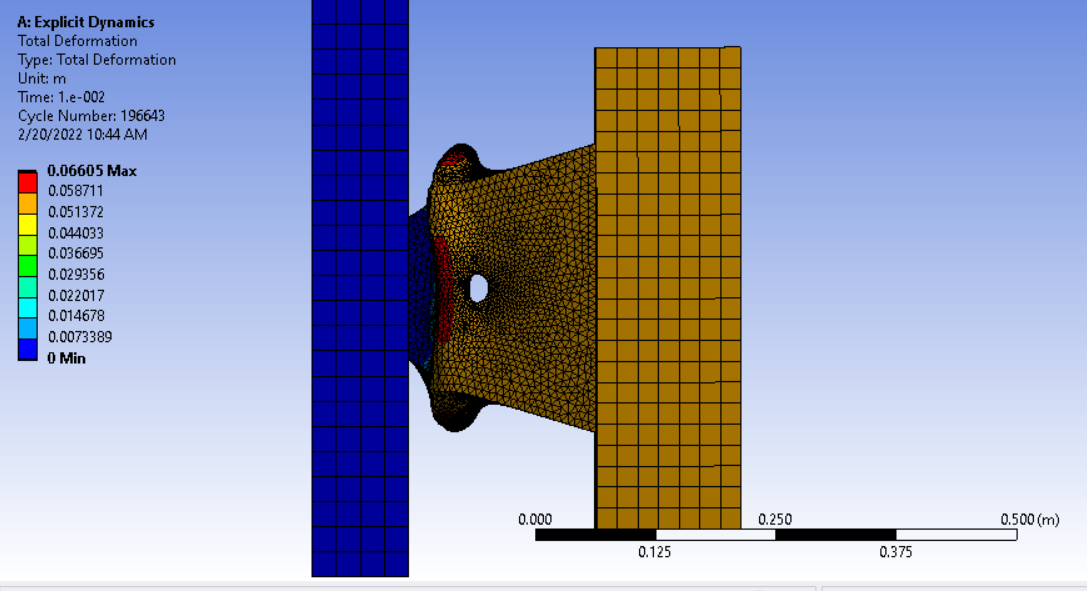 A: Explicit Dynamics
Total Deformation
Type: Total Deformation
Unit: m
Time: 1.e-002
Cycle Number: 196643
2/20/2022 10:44 AM
0.06605 Max
0.058711
0.051372
0.044033
0.036695
0.029356
0.022017
0.014678
0.0073389
0 Min
0.000 0.250 0.500 (m)
0.125 0.375